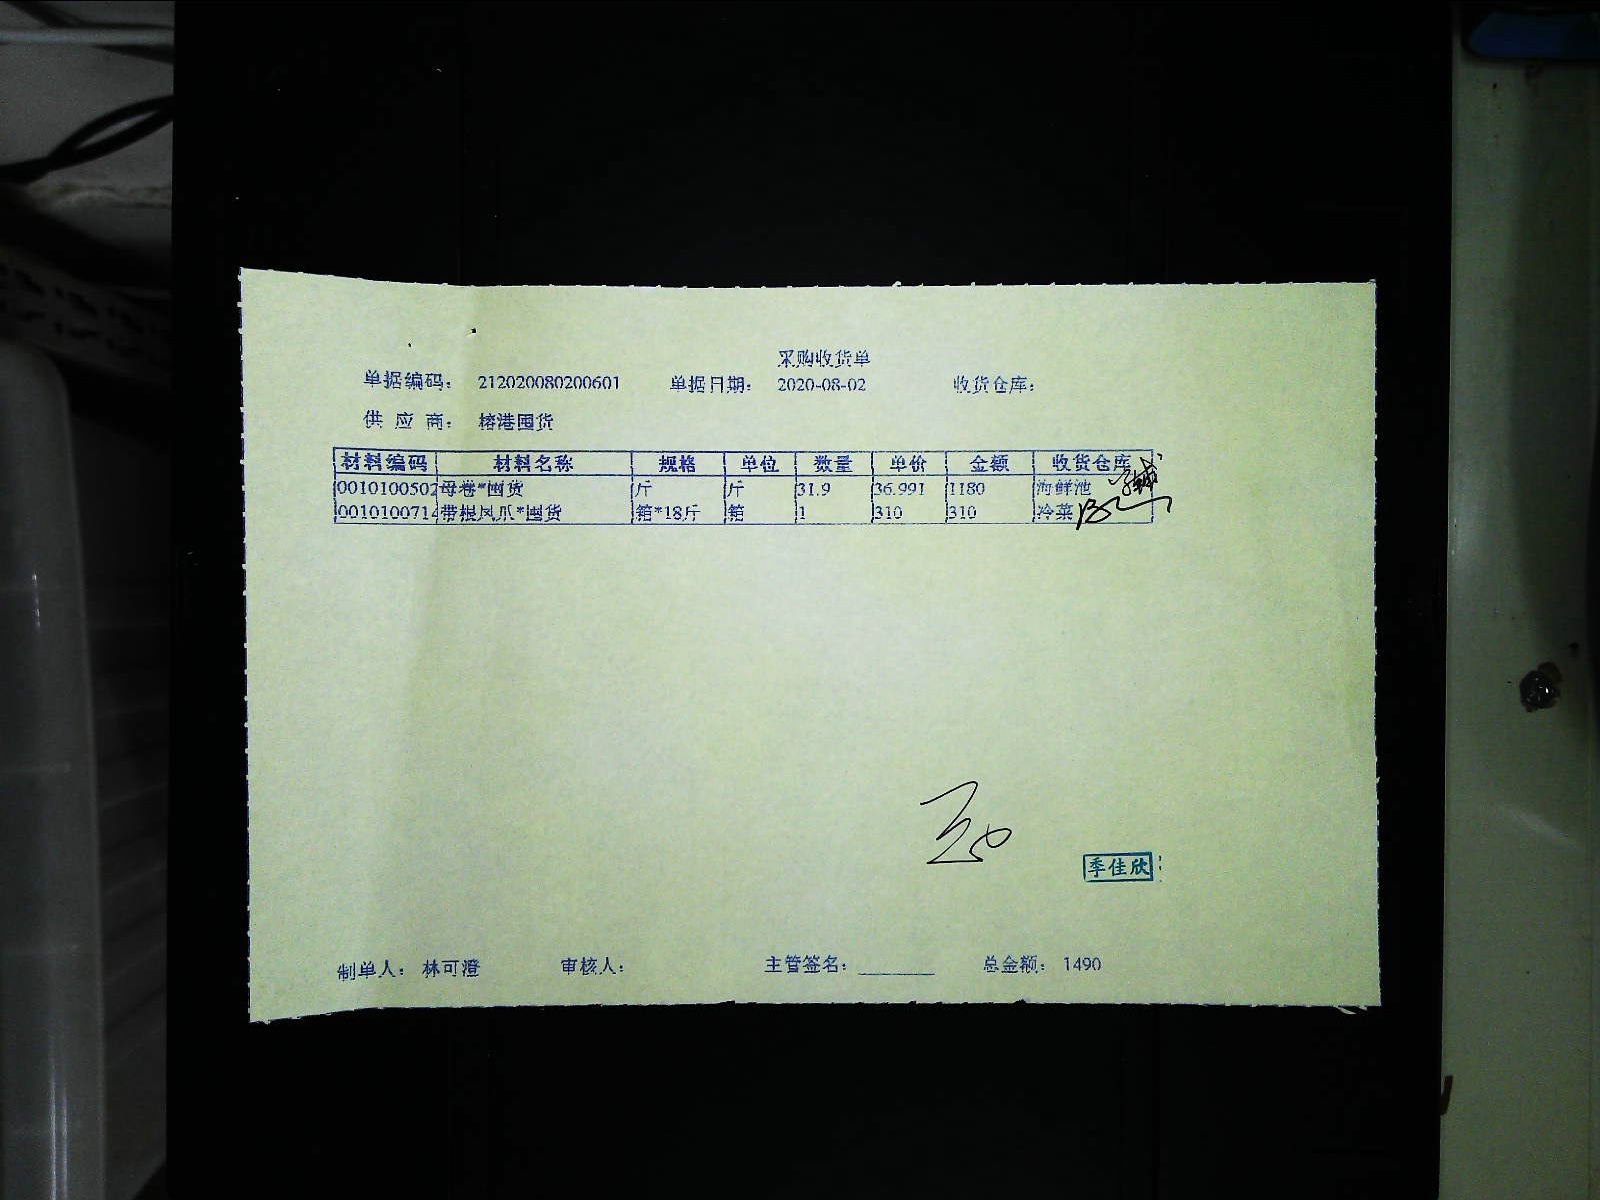 采购收货单
单据编码： 212020080200601 单据日期： 2020-08-02 收货仓库：
供 应 商： 榕港囤货
材料编码 材料名称 规格 单位 数量 单价 金额 收货仓库
0010100502 母卷*囤货 斤 斤 31.9 36.991 1180 海鲜池
0010100714 带根凤爪*囤货 箱*18斤 箱 1 310 310 冷菜
季佳欣
制单人： 林可澄 审核人： 主管签名： 总金额： 1490